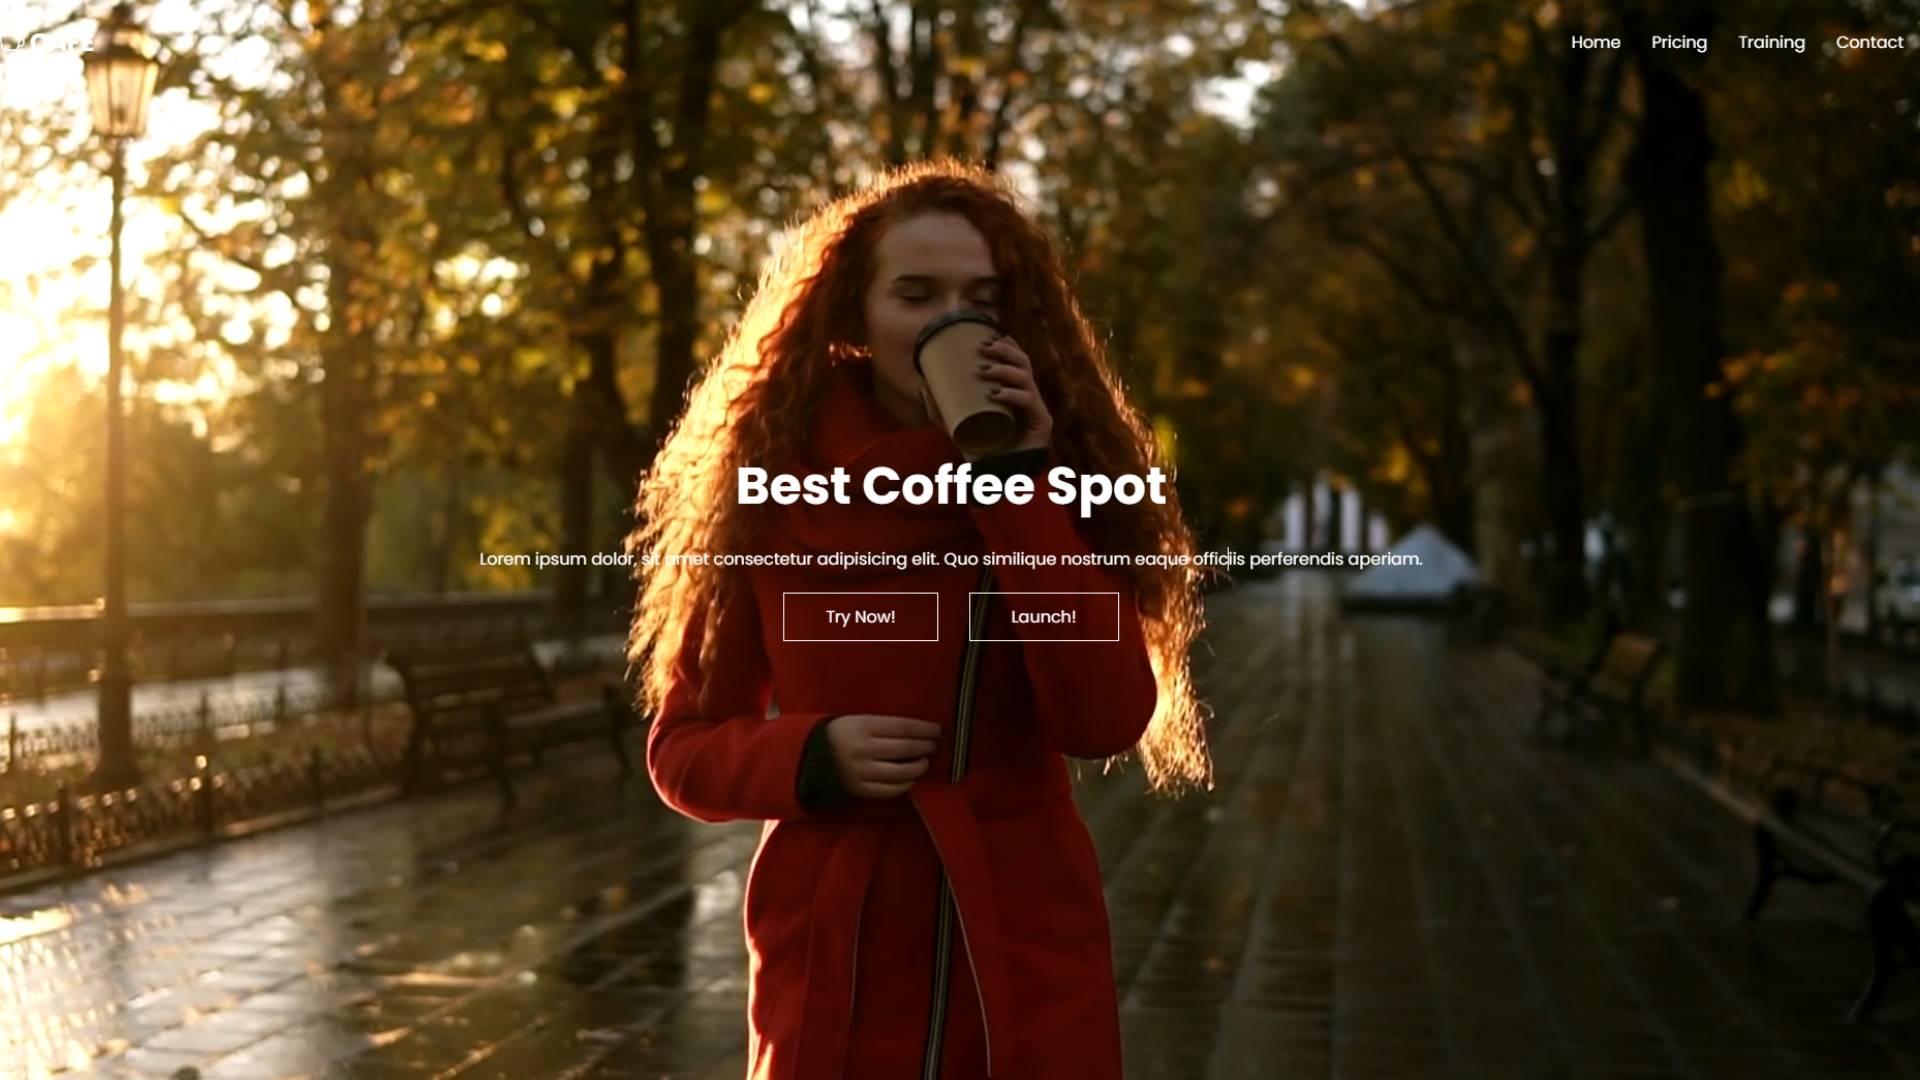 CAFE
Home Pricing Training Contact
Best Coffee Spot
Lorem ipsum dolor, sit amet consectetur adipisicing elit. Quo similique nostrum eaque officiis perferendis aperiam.
Try Now! Launch!